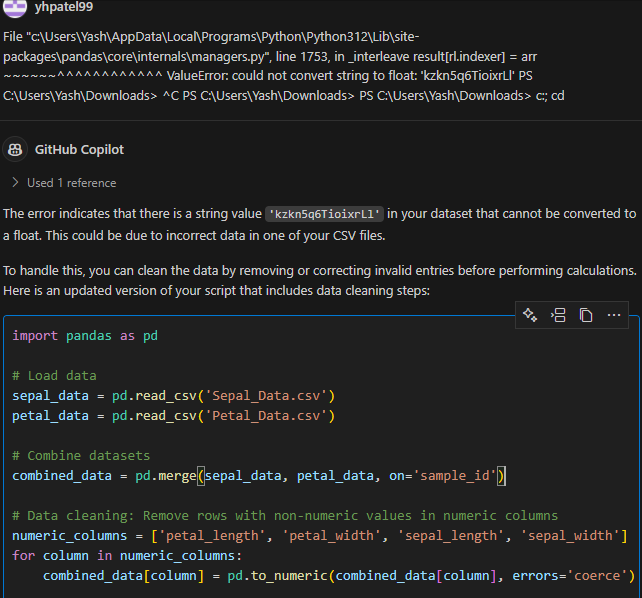 yhpatel99
File "c:\Users\Yash\AppData\Local\Programs\Python\Python312\Lib\site-
packages\pandas\core\internals\managers.py", line 1753, in _interleave result[rl.indexer] = arr
~~~~~~^^^^^^^^^^^^ ValueError: could not convert string to float: 'kzkn5q6TioixrLl' PS
C:\Users\Yash\Downloads> ^C PS C:\Users\Yash\Downloads> PS C:\Users\Yash\Downloads> c:; cd
GitHub Copilot
Used 1 reference
The error indicates that there is a string value 'kzkn5q6TioixrLl' in your dataset that cannot be converted to
a float. This could be due to incorrect data in one of your CSV files.
To handle this, you can clean the data by removing or correcting invalid entries before performing calculations.
Here is an updated version of your script that includes data cleaning steps:
import pandas as pd
# Load data
sepal_data = pd.read_csv('Sepal_Data.csv')
petal_data = pd.read_csv('Petal_Data.csv')
# Combine datasets
combined_data = pd.merge(sepal_data, petal_data, on='sample_id')
# Data cleaning: Remove rows with non-numeric values in numeric columns
numeric_columns = ['petal_length', 'petal_width', 'sepal_length', 'sepal_width']
for column in numeric_columns:
    combined_data[column] = pd.to_numeric(combined_data[column], errors='coerce')